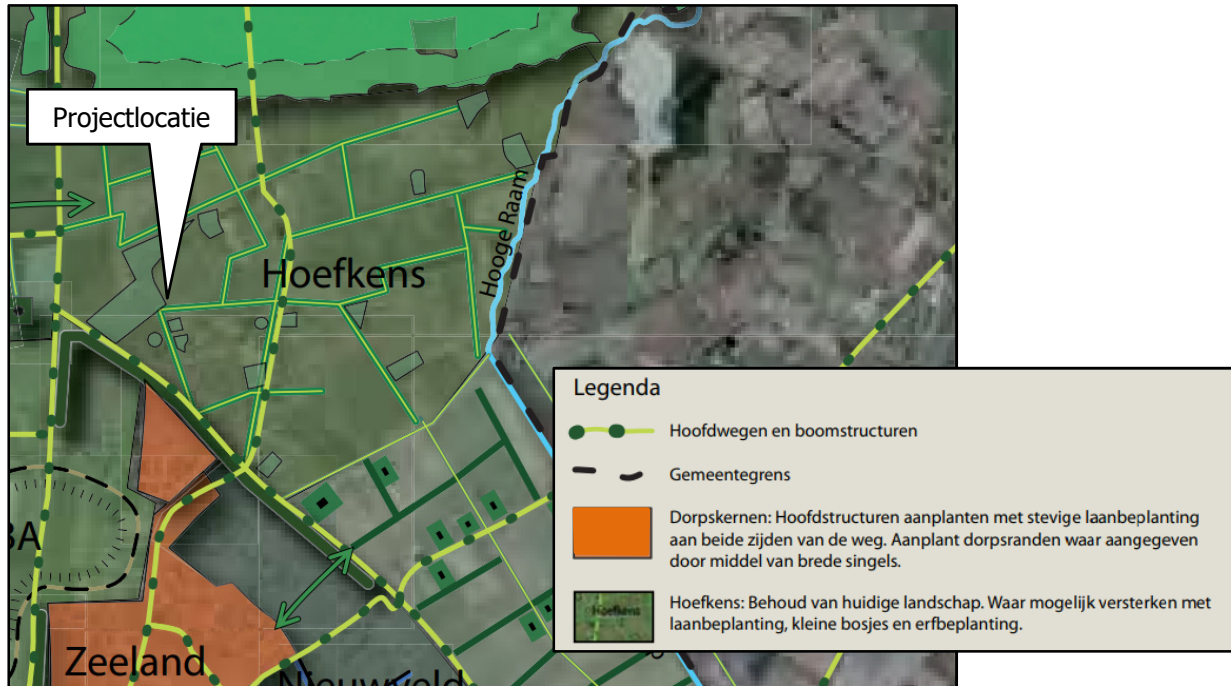 Projectlocatie
Hooge Raam
Hoefkens
BA
Zeeland
Nieuwveld
Legenda
Hoofdwegen en boomstructuren
Gemeentegrens
Dorpskernen: Hoofdstructuren aanplanten met stevige laanbeplanting
aan beide zijden van de weg. Aanplant dorpsranden waar aangegeven
door middel van brede singels.
Hoefkens
Hoefkens: Behoud van huidige landschap. Waar mogelijk versterken met
laanbeplanting, kleine bosjes en erfbeplanting.